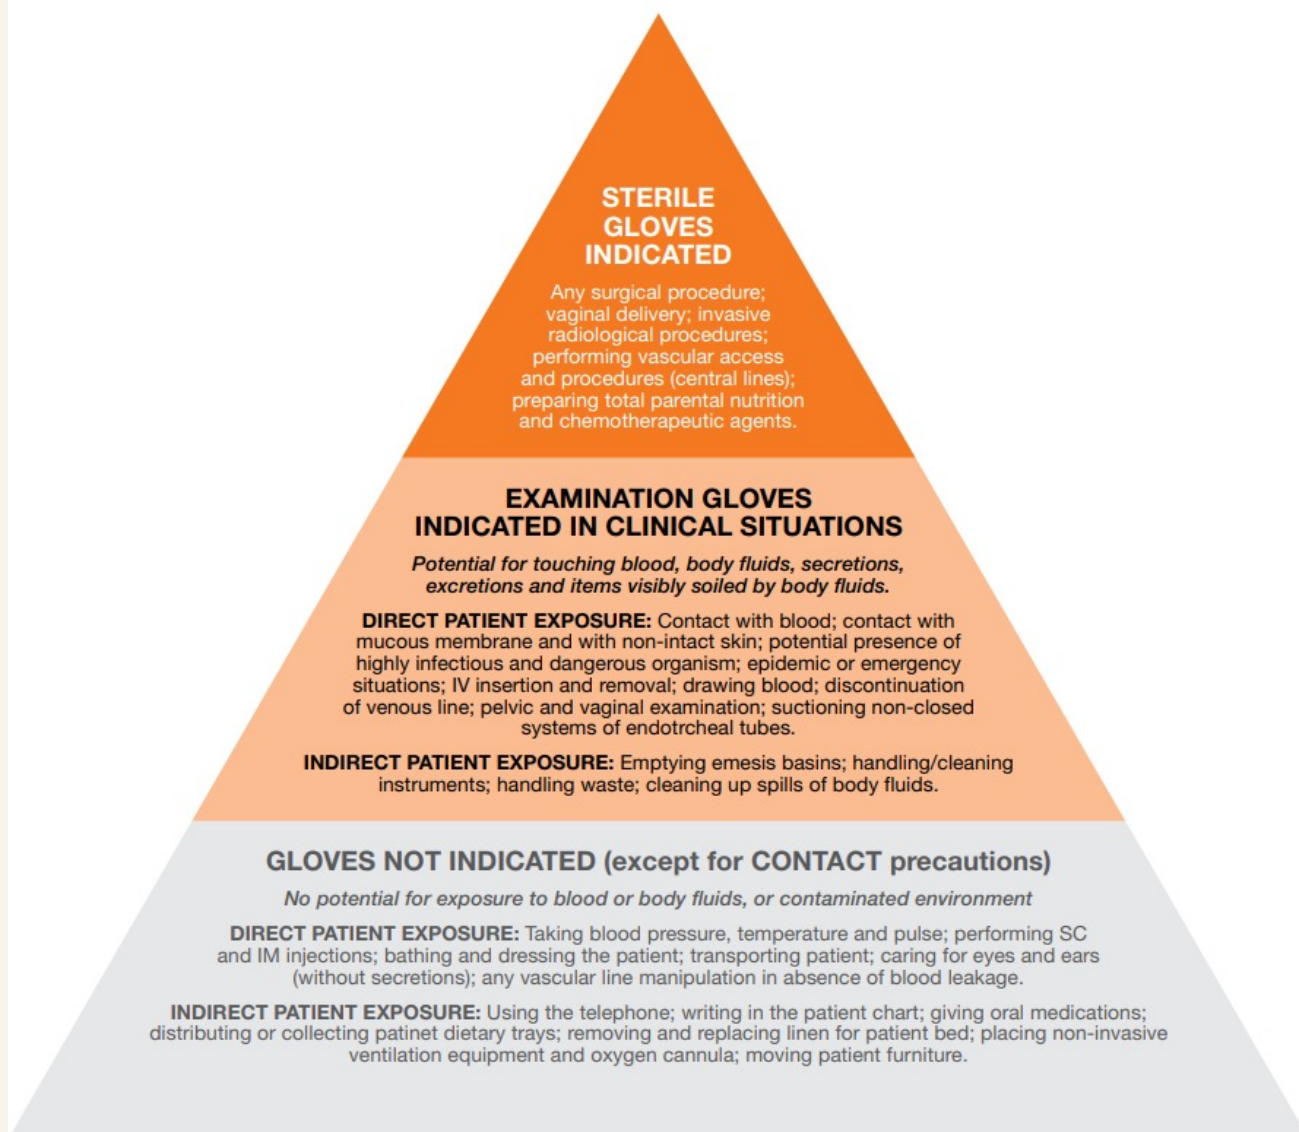 STERILE
GLOVES
INDICATED
Any surgical procedure;
vaginal delivery; invasive
radiological procedures;
performing vascular access
and procedures (central lines);
preparing total parental nutrition
and chemotherapeutic agents.
EXAMINATION GLOVES
INDICATED IN CLINICAL SITUATIONS
Potential for touching blood, body fluids, secretions,
excretions and items visibly soiled by body fluids.
DIRECT PATIENT EXPOSURE: Contact with blood; contact with
mucous membrane and with non-intact skin; potential presence of
highly infectious and dangerous organism; epidemic or emergency
situations; IV insertion and removal; drawing blood; discontinuation
of venous line; pelvic and vaginal examination; suctioning non-closed
systems of endotrcheal tubes.
INDIRECT PATIENT EXPOSURE: Emptying emesis basins; handling/cleaning
instruments; handling waste; cleaning up spills of body fluids.
GLOVES NOT INDICATED (except for CONTACT precautions)
No potential for exposure to blood or body fluids, or contaminated environment
DIRECT PATIENT EXPOSURE: Taking blood pressure, temperature and pulse; performing SC
and IM injections; bathing and dressing the patient; transporting patient; caring for eyes and ears
(without secretions); any vascular line manipulation in absence of blood leakage.
INDIRECT PATIENT EXPOSURE: Using the telephone; writing in the patient chart; giving oral medications;
distributing or collecting patinet dietary trays; removing and replacing linen for patient bed; placing non-invasive
ventilation equipment and oxygen cannula; moving patient furniture.